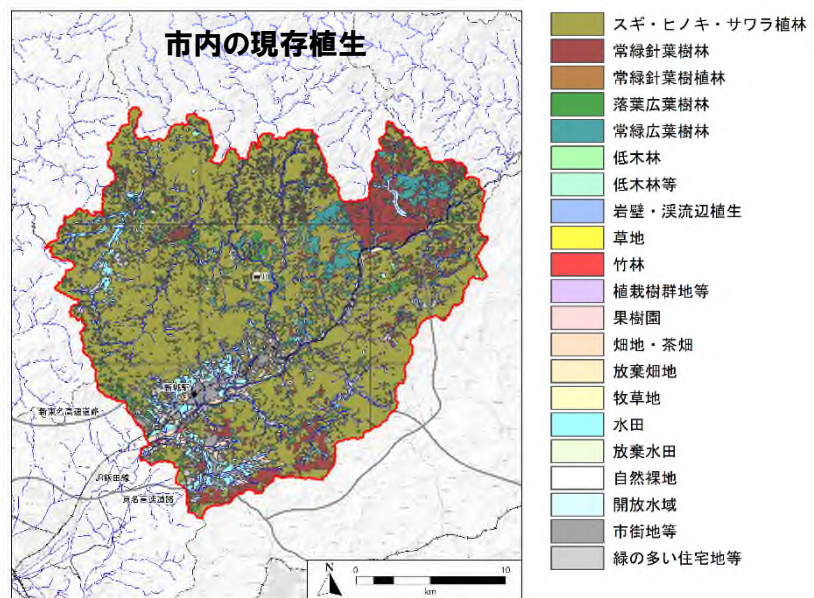 市内の現存植生
スギ・ヒノキ・サワラ植林
常緑針葉樹林
常緑針葉樹植林
落葉広葉樹林
常緑広葉樹林
低木林
低木林等
岩壁・渓流辺植生
草地
竹林
植栽樹群地等
果樹園
畑地・茶畑
放棄畑地
牧草地
水田
放棄水田
自然裸地
開放水域
市街地等
緑の多い住宅地等
新城駅
新東名高速道路
JR飯田線
東名高速道路
N
0
10
km